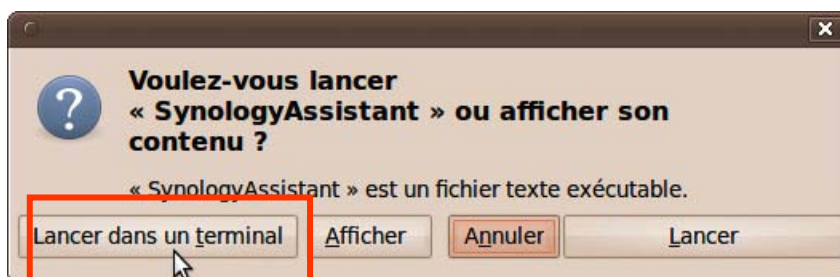 Voulez-vous lancer
« SynologyAssistant » ou afficher son
contenu ?
« SynologyAssistant » est un fichier texte exécutable.
Lancer dans un terminal Afficher Annuler Lancer